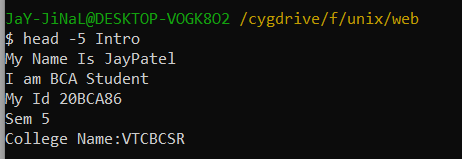 JaY-JiNaL@DESKTOP-VOGK8O2 /cygdrive/f/unix/web
$ head -5 Intro
My Name Is JayPatel
I am BCA Student
My Id 20BCA86
Sem 5
College Name:VTCBCSR